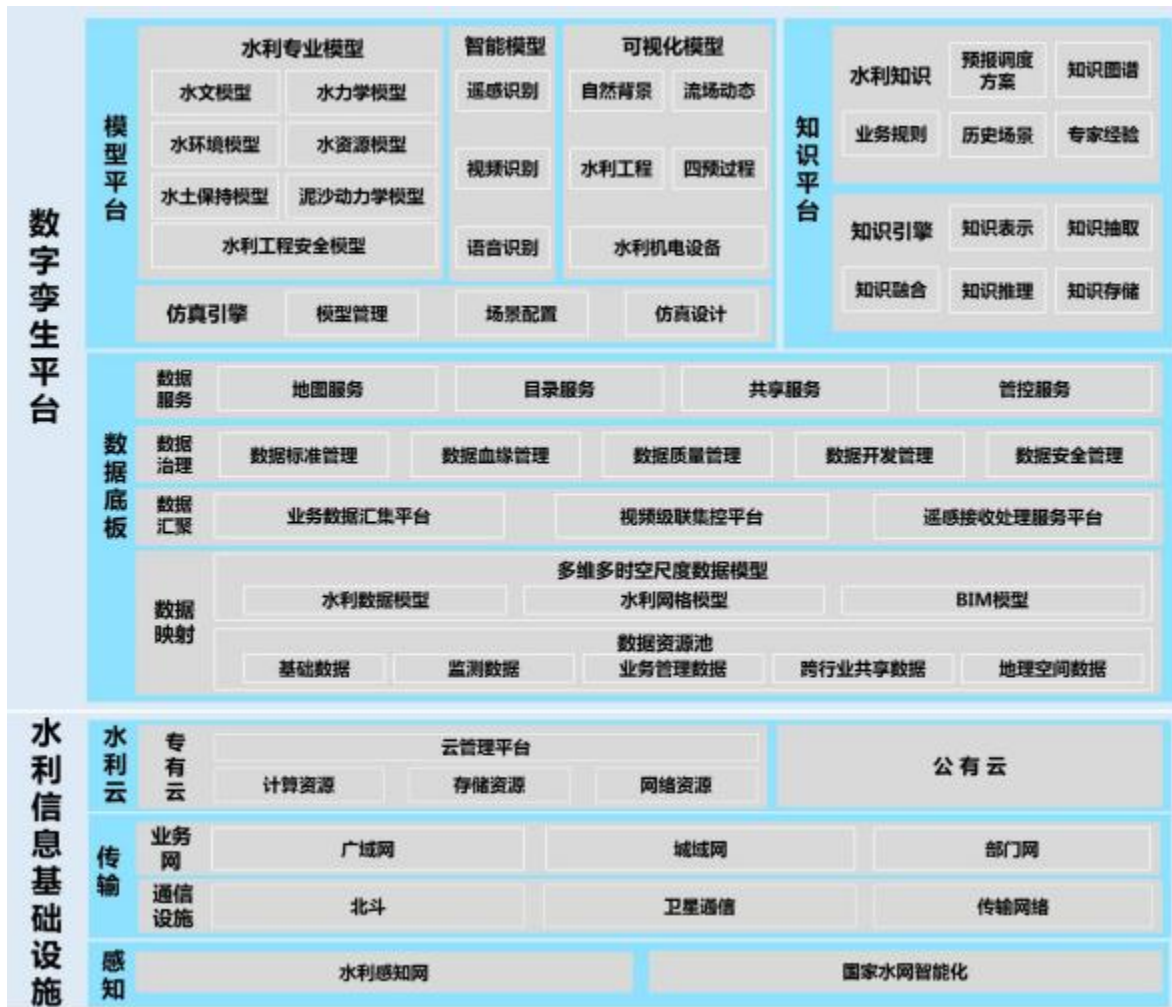 数字孪生平台
模型平台
水利专业模型
水文模型 水力学模型
水环境模型 水资源模型
水土保持模型 泥沙动力学模型
水利工程安全模型
智能模型
遥感识别
视频识别
语音识别
可视化模型
自然背景 流场动态
水利工程 四预过程
水利机电设备
仿真引擎 模型管理 场景配置 仿真设计
知识平台
水利知识 预报调度
方案 知识图谱
业务规则 历史场景 专家经验
知识引擎 知识表示 知识抽取
知识融合 知识推理 知识存储
数据底板
数据
服务
地图服务 目录服务 共享服务 管控服务
数据
治理
数据标准管理 数据血缘管理 数据质量管理 数据开发管理 数据安全管理
数据
汇聚
业务数据汇集平台 视频级联集控平台 遥感接收处理服务平台
数据
映射
多维多时空尺度数据模型
水利数据模型 水利网格模型 BIM模型
数据资源池
基础数据 监测数据 业务管理数据 跨行业共享数据 地理空间数据
水利信息基础设施
水利云
专有云
云管理平台
计算资源 存储资源 网络资源
公有云
传输
业务
网
广域网 城域网 部门网
通信
设施
北斗 卫星通信 传输网络
感知
水利感知网 国家水网智能化